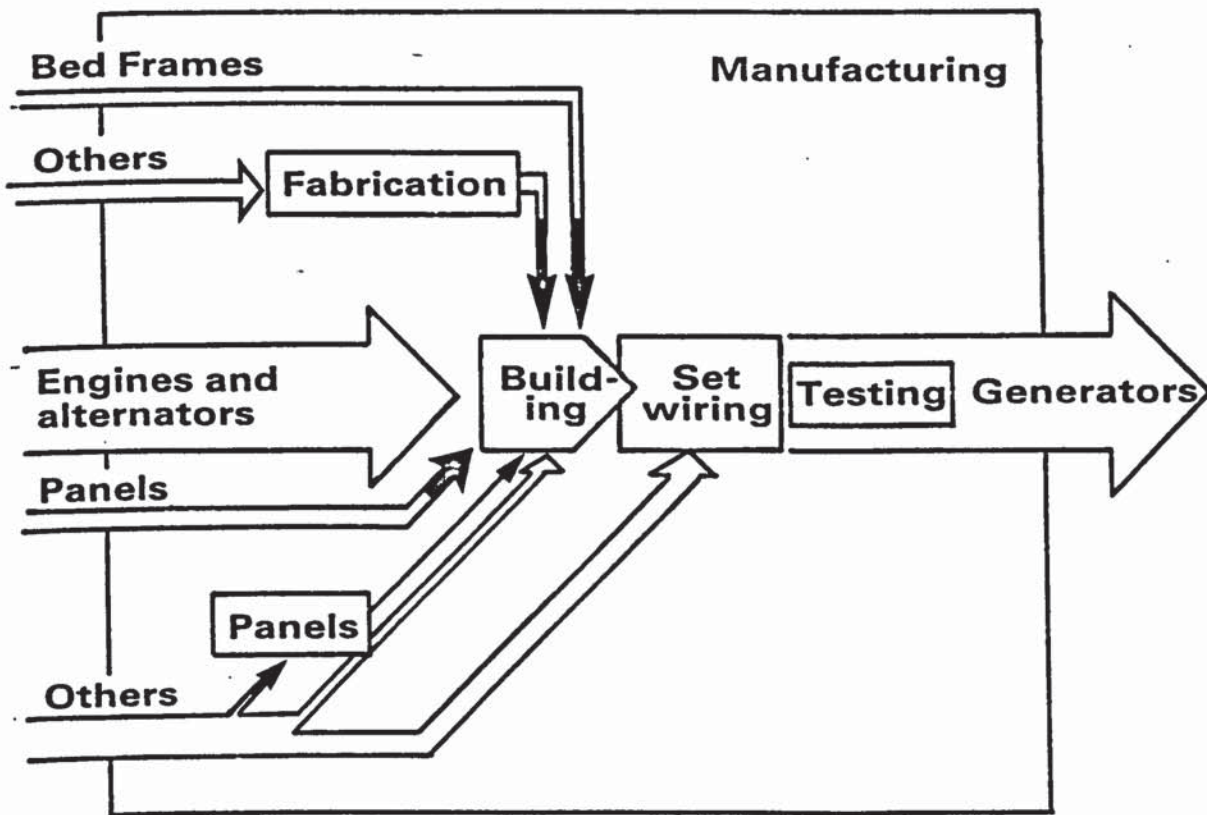 Bed Frames
Manufacturing
Others
Fabrication
Engines and
alternators
Build-
ing
Set
wiring
Testing
Generators
Panels
Panels
Others